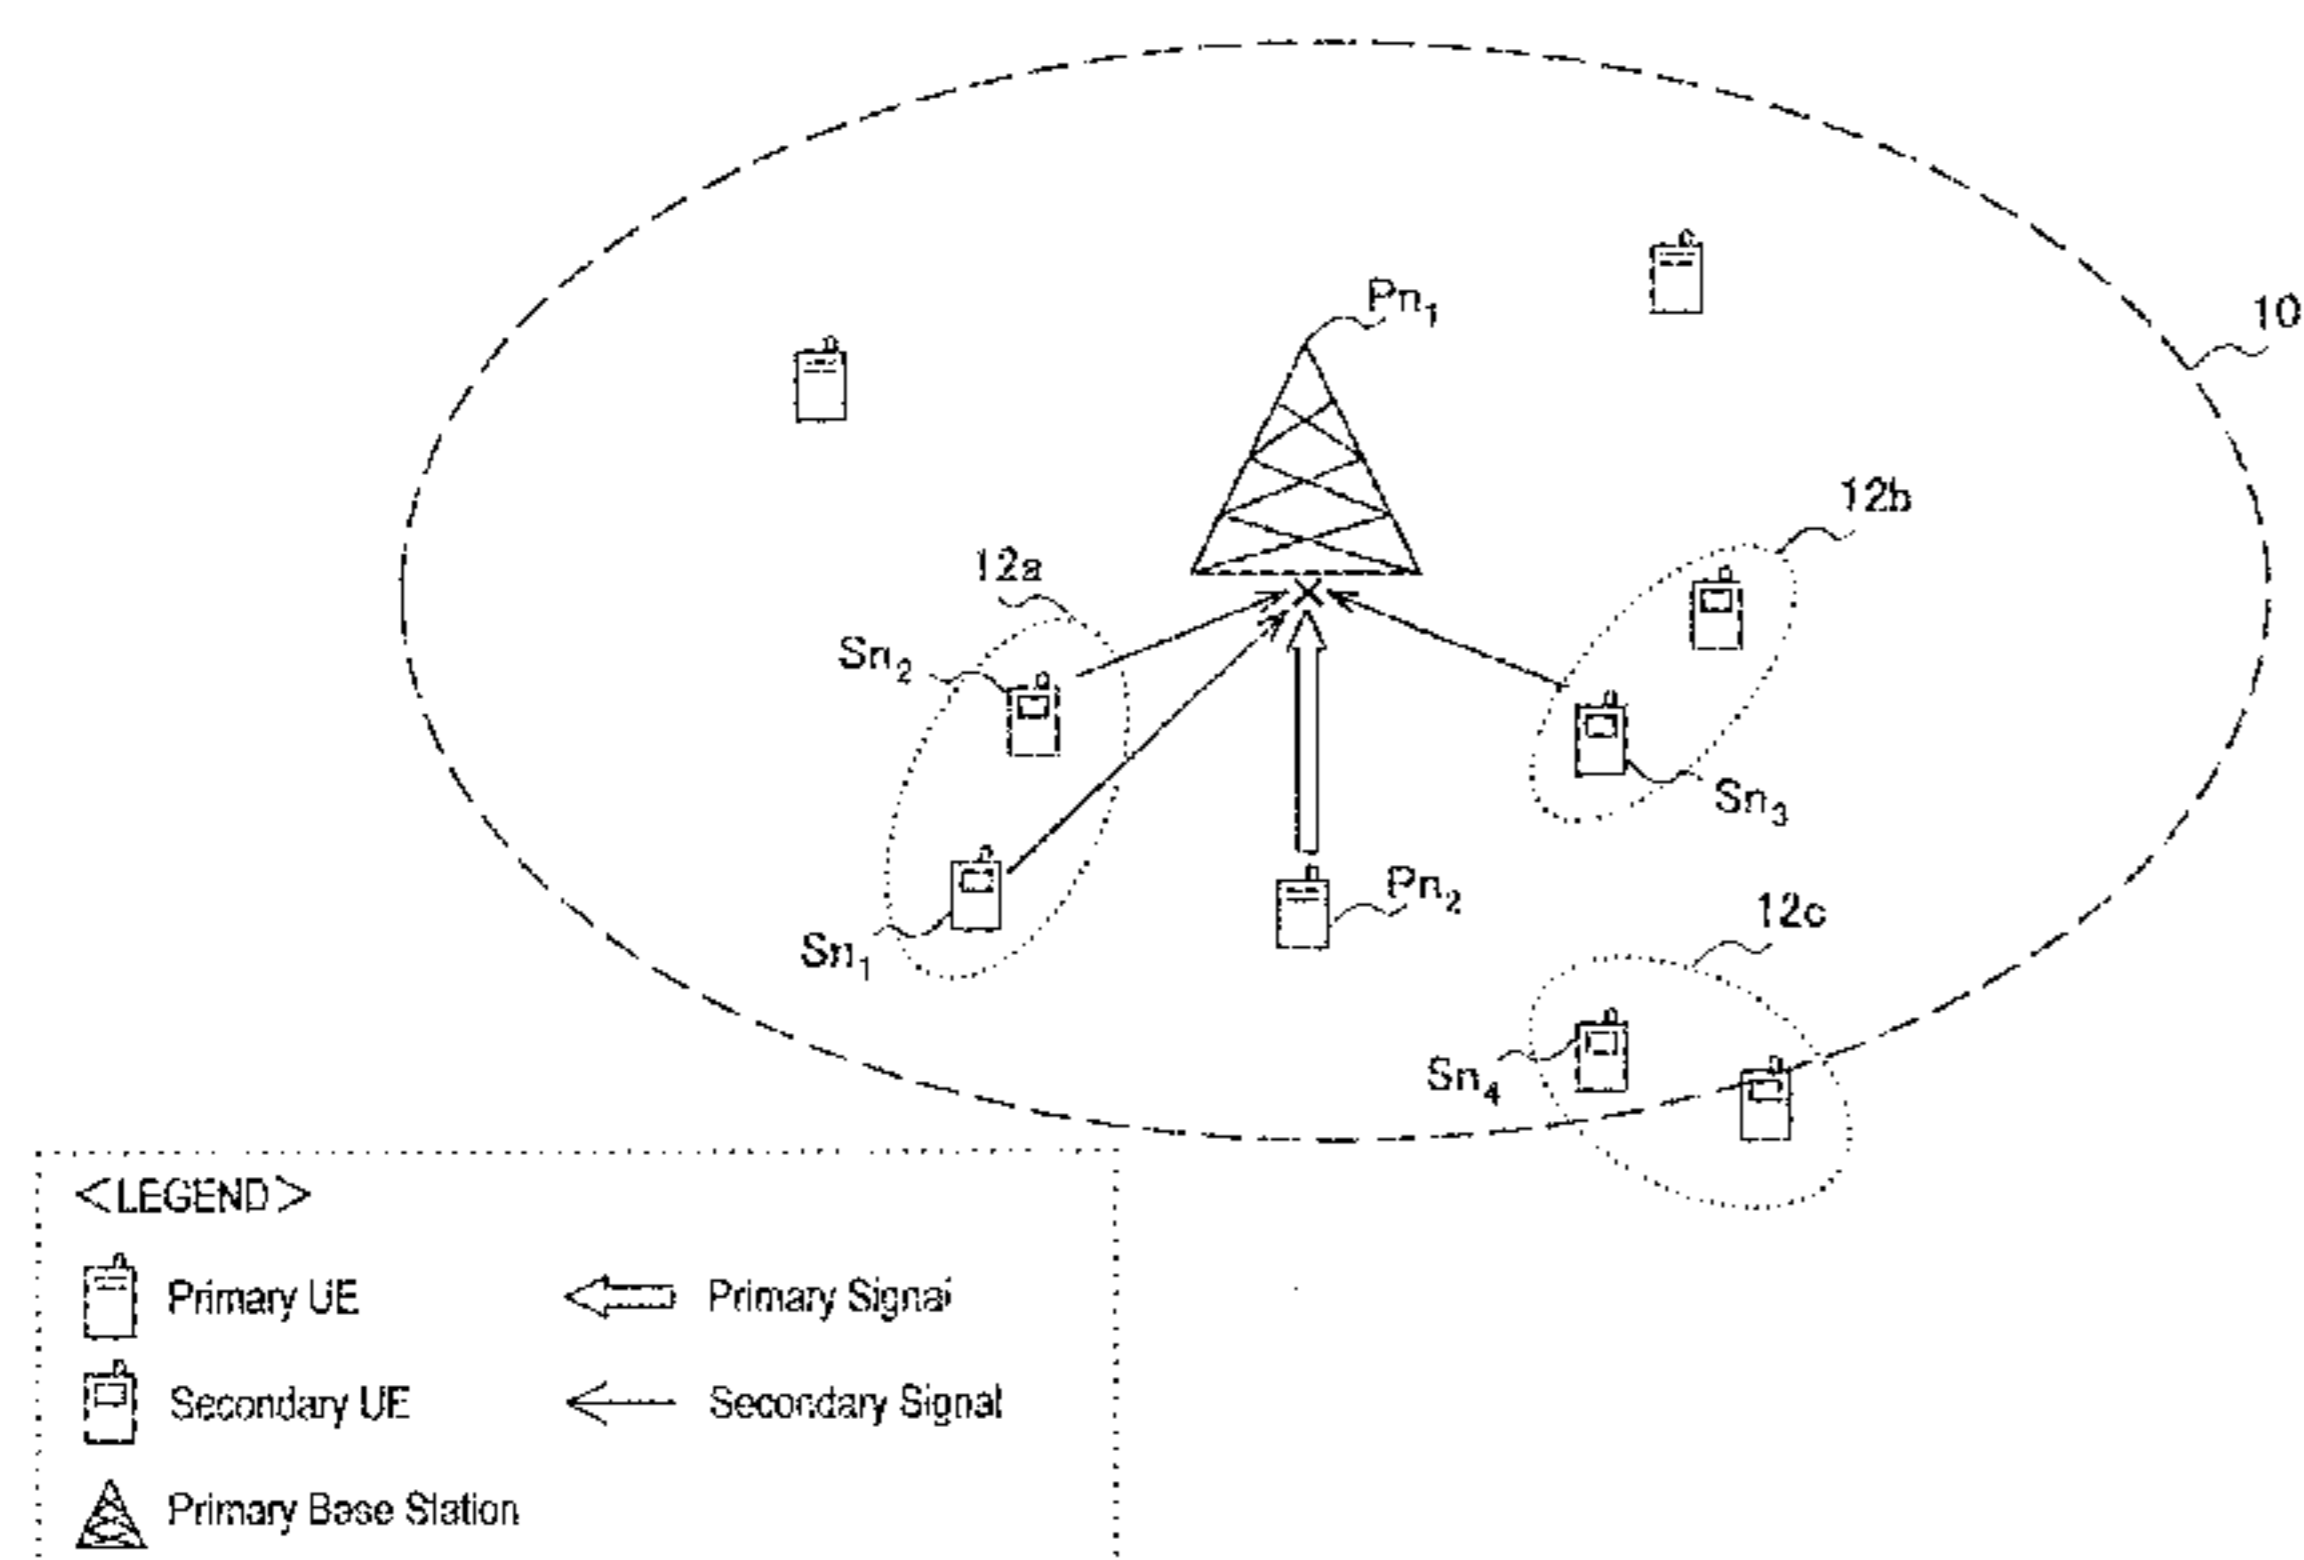 Pn₁
10
12b
12a
Sn₂
Sn₃
Pn₂
12c
Sn₁
Sn₄
<LEGEND>
Primary UE
Primary Signal
Secondary UE
Secondary Signal
Primary Base Station